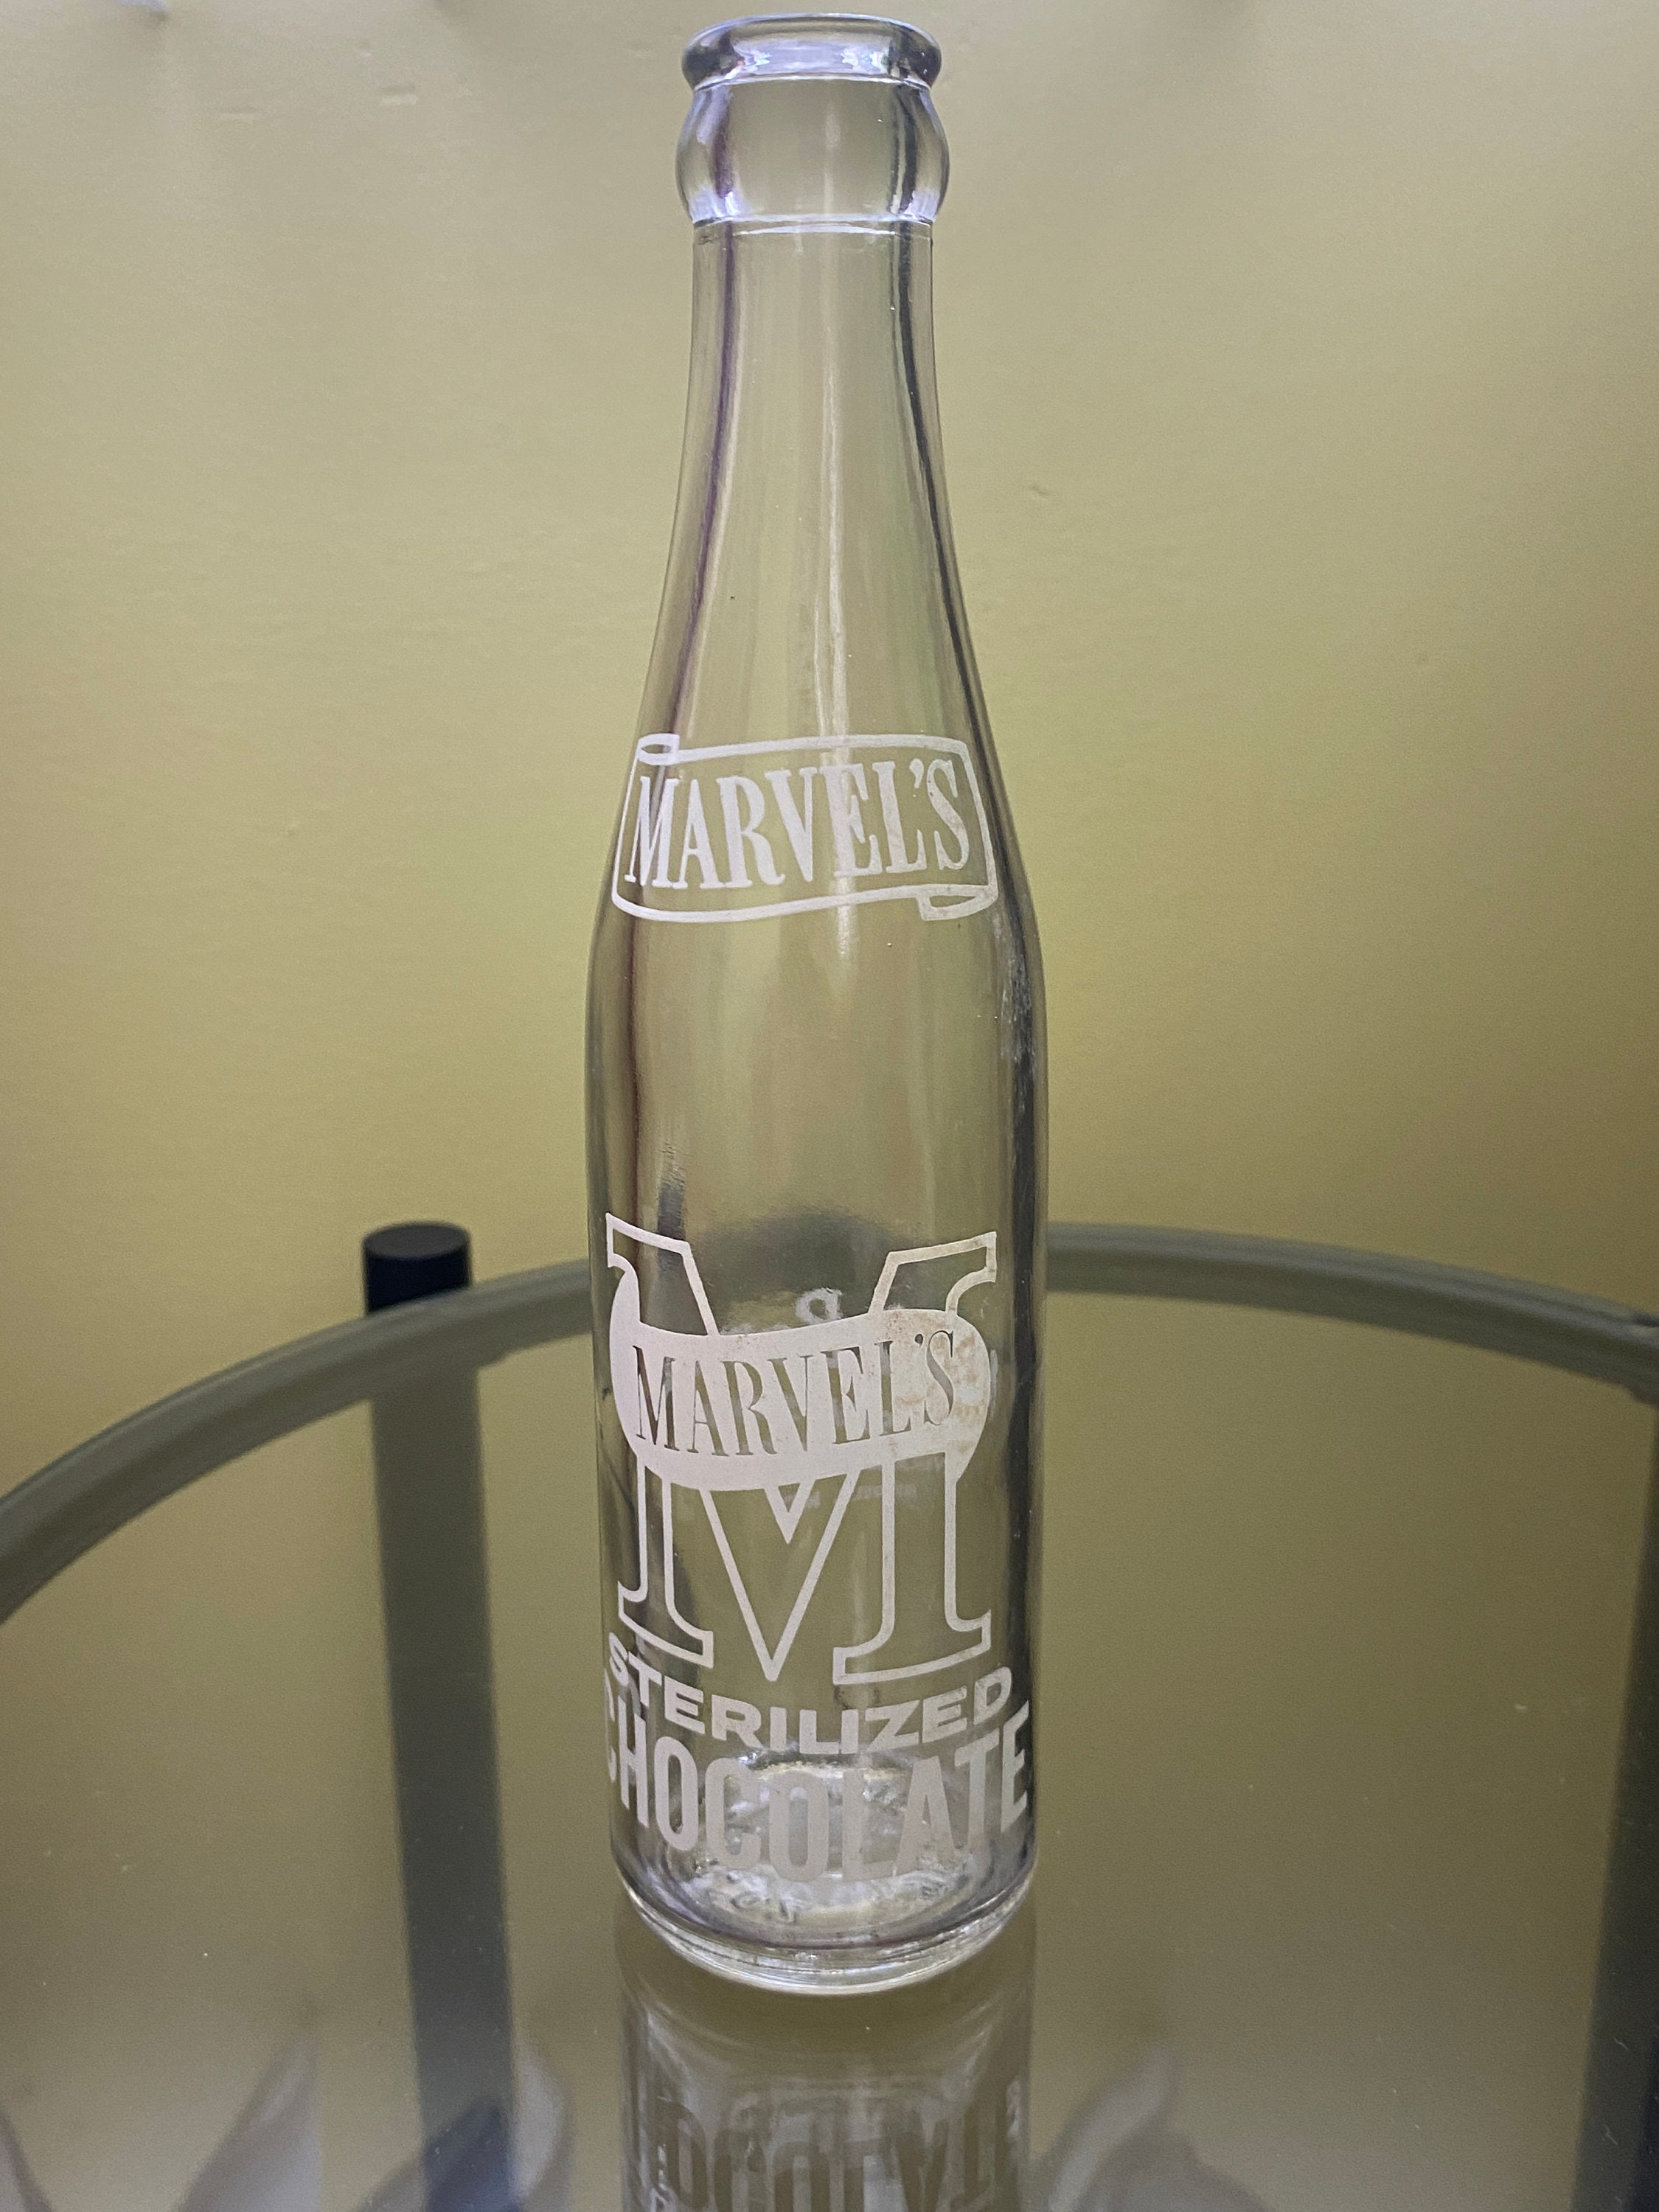 MARVEL'S
M
MARVEL'S
STERILIZED
CHOCOLATE